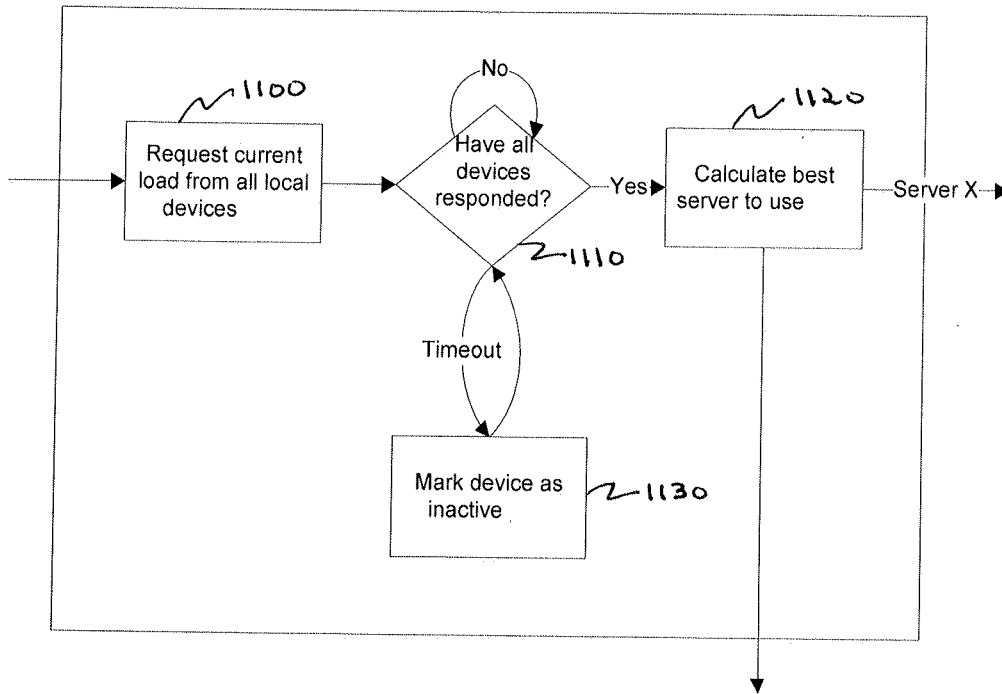 No
1100
1120
Request current
load from all local
devices
Have all
devices
responded?
Yes
Calculate best
server to use
Server X
1110
Timeout
Mark device as
inactive
1130